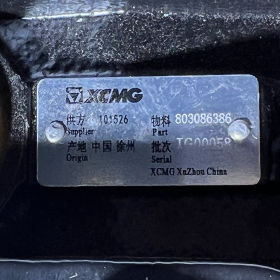 XCMG
供方 101526 物料 803086386
Supplier Part
产地 中国 徐州 批次 TG00058
Origin Serial
XCMG XuZhou China